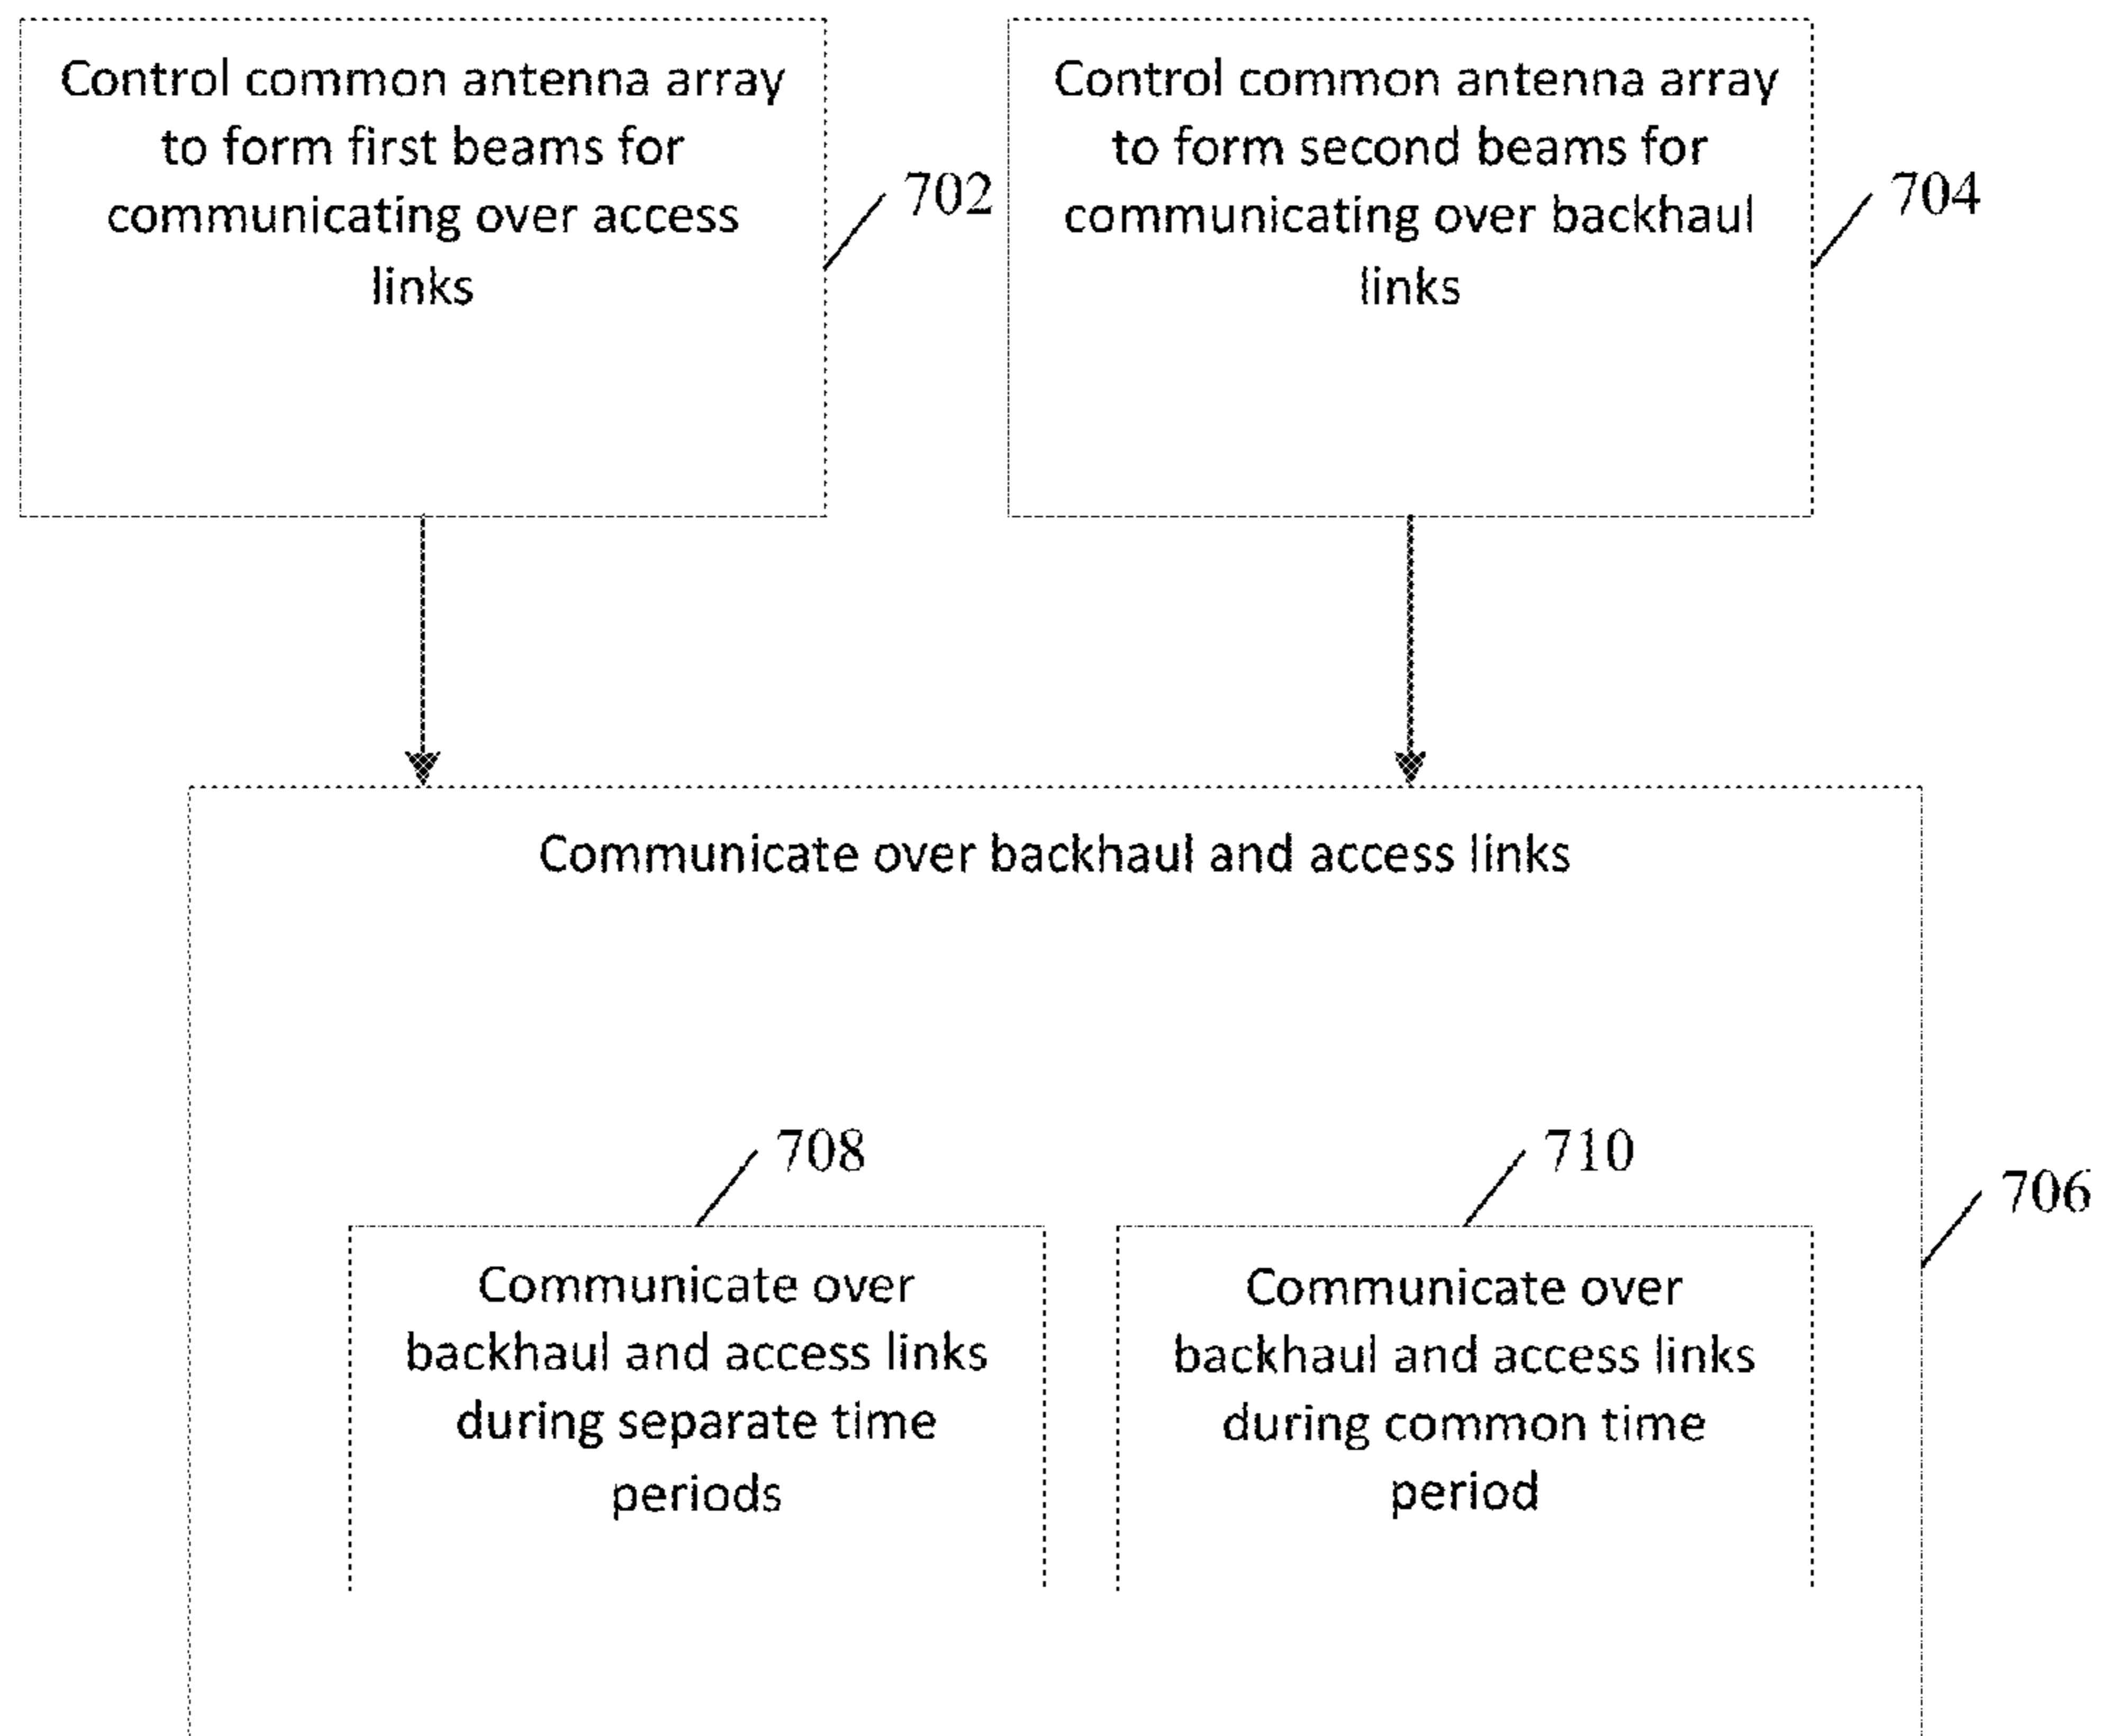 Control common antenna array
to form first beams for
communicating over access
links
702
Control common antenna array
to form second beams for
communicating over backhaul
links
704
Communicate over backhaul and access links
708
710
706
Communicate over
backhaul and access links
during separate time
periods
Communicate over
backhaul and access links
during common time
period